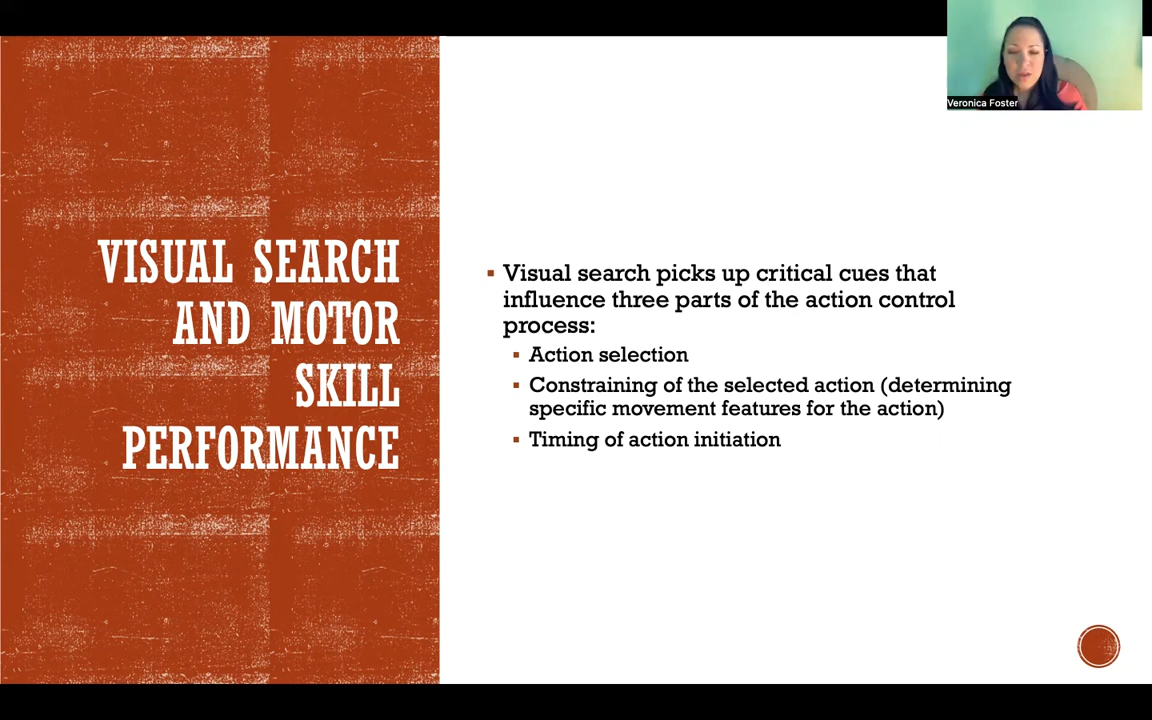 Veronica Foster
VISUAL SEARCH
AND MOTOR
SKILL
PERFORMANCE
▪ Visual search picks up critical cues that
influence three parts of the action control
process:
▪ Action selection
▪ Constraining of the selected action (determining
specific movement features for the action)
▪ Timing of action initiation